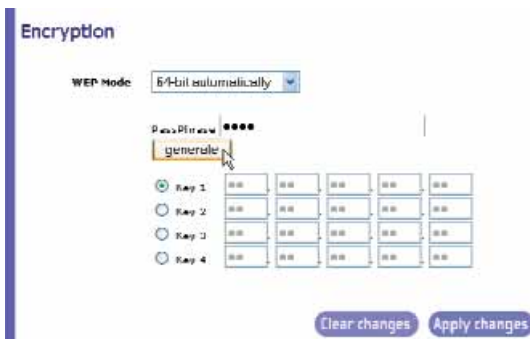 Encryption
WEP Mode 64-bit automatically
PassPhrase ●●●●
generate
Key 1 ** . ** . ** . ** . **
Key 2 ** . ** . ** . ** . **
Key 3 ** . ** . ** . ** . **
Key 4 ** . ** . ** . ** . **
Clear changes Apply changes